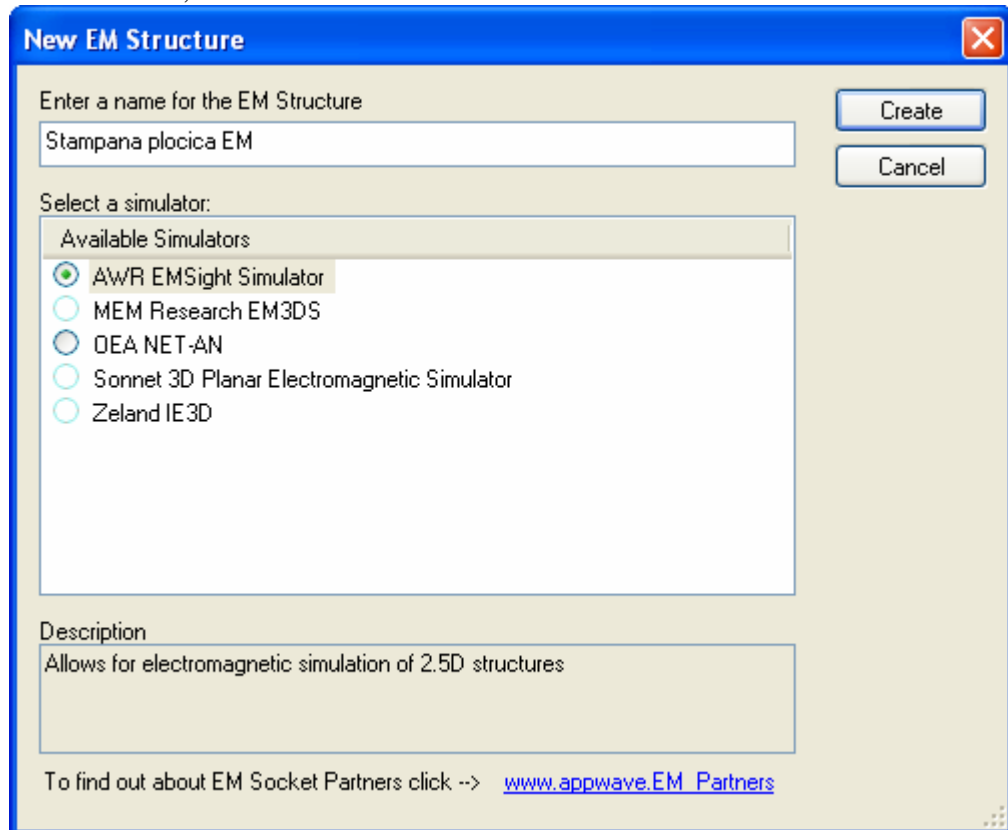 New EM Structure
Enter a name for the EM Structure
Create
Stampana plocica EM
Cancel
Select a simulator:
Available Simulators
AWR EMSight Simulator
MEM Research EM3DS
OEA NET-AN
Sonnet 3D Planar Electromagnetic Simulator
Zeland IE3D
Description
Allows for electromagnetic simulation of 2.5D structures
To find out about EM Socket Partners click --> www.appwave.EM_Partners